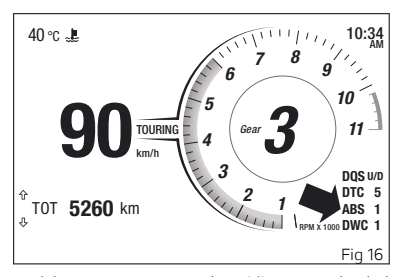 40 °C
10:34
AM
1 2 3 4 5 6 7 8 9 10 11
90
TOURING
km/h
Gear 3
DQS U/D
DTC 5
ABS 1
DWC 1
RPM X 1000
TOT 5260 km
Fig 16